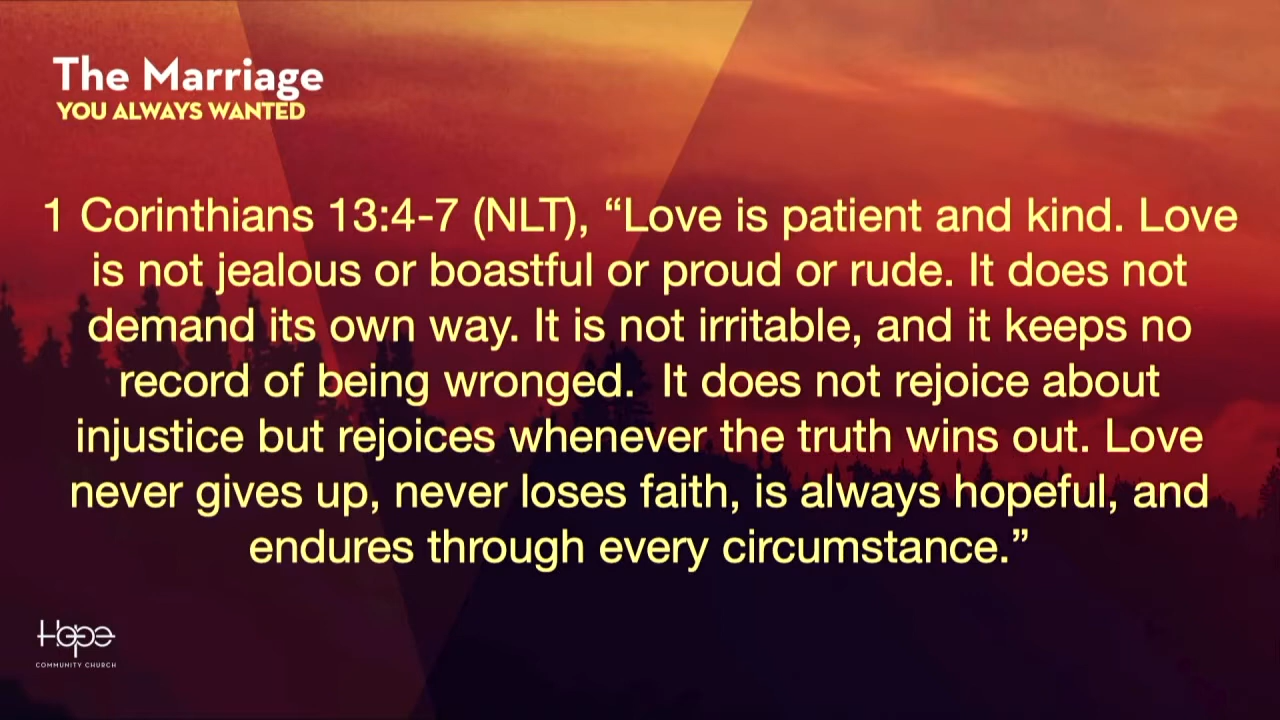 The Marriage
YOU ALWAYS WANTED
1 Corinthians 13:4-7 (NLT), “Love is patient and kind. Love
is not jealous or boastful or proud or rude. It does not
demand its own way. It is not irritable, and it keeps no
record of being wronged.  It does not rejoice about
injustice but rejoices whenever the truth wins out. Love
never gives up, never loses faith, is always hopeful, and
endures through every circumstance.”
Hope
COMMUNITY CHURCH